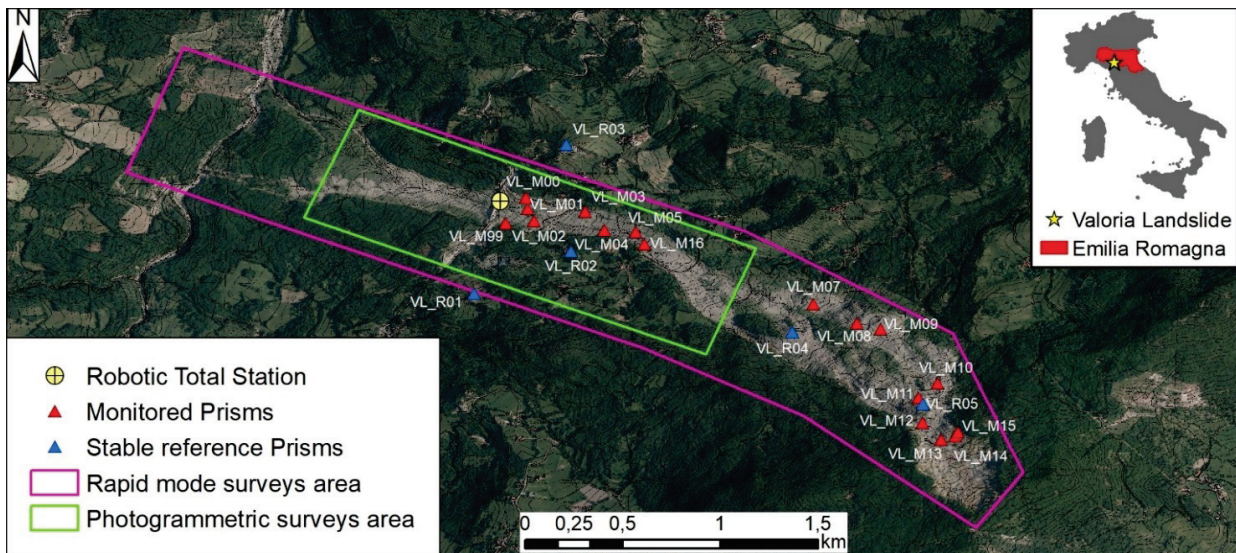 N
VL_R03
VL_M00
VL_M01
VL_M03
VL_M05
VL_M99
VL_M02
VL_M04
VL_M16
VL_R02
VL_R01
VL_M07
VL_M08
VL_M09
VL_R04
VL_M10
VL_M11
VL_R05
VL_M12
VL_M15
VL_M13
VL_M14
Valoria Landslide
Emilia Romagna
Robotic Total Station
Monitored Prisms
Stable reference Prisms
Rapid mode surveys area
Photogrammetric surveys area
0 0,25 0,5 1 1,5
km